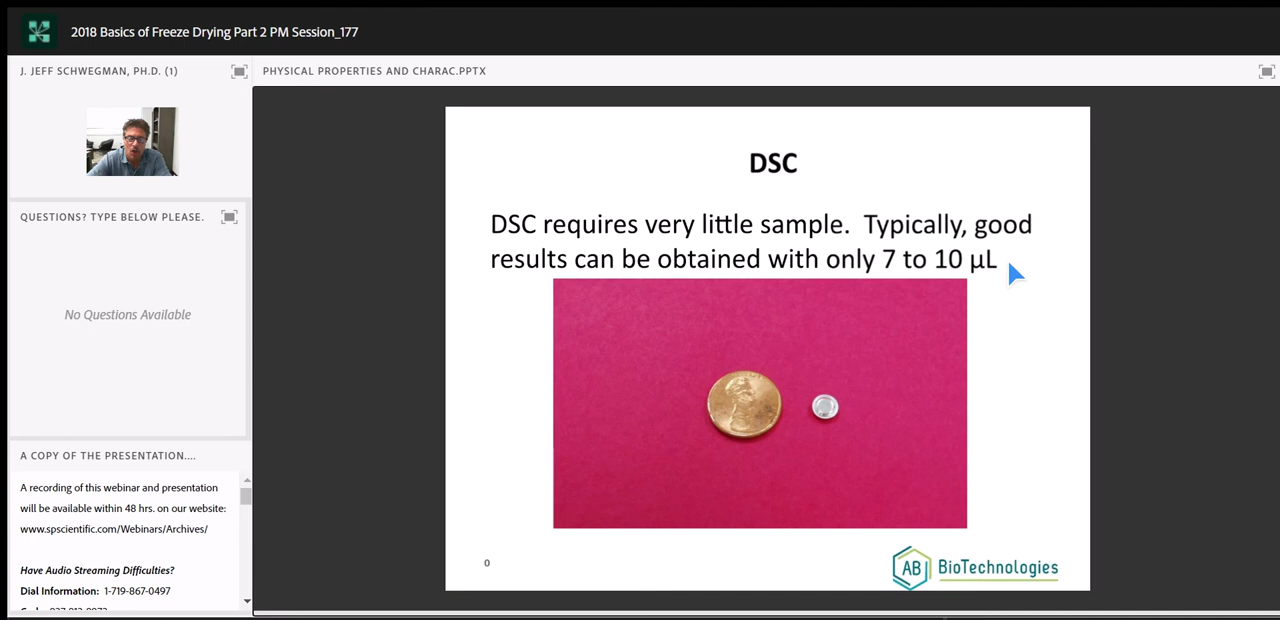 2018 Basics of Freeze Drying Part 2 PM Session_177
J. JEFF SCHWEGMAN, PH.D. (1)
PHYSICAL PROPERTIES AND CHARAC.PPTX
QUESTIONS? TYPE BELOW PLEASE.
No Questions Available
A COPY OF THE PRESENTATION....
A recording of this webinar and presentation
will be available within 48 hrs. on our website:
www.spscientific.com/Webinars/Archives/
Have Audio Streaming Difficulties?
Dial Information: 1-719-867-0497
DSC
DSC requires very little sample. Typically, good
results can be obtained with only 7 to 10 µL
0
AB BioTechnologies